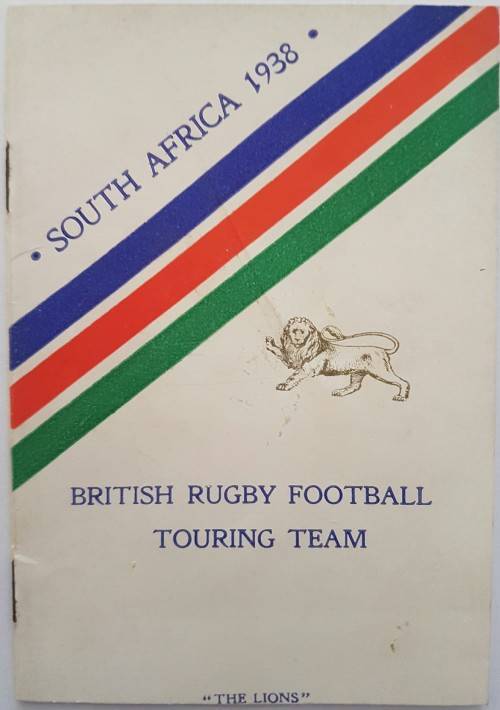 • SOUTH AFRICA 1938 •
BRITISH RUGBY FOOTBALL
TOURING TEAM
"THE LIONS"